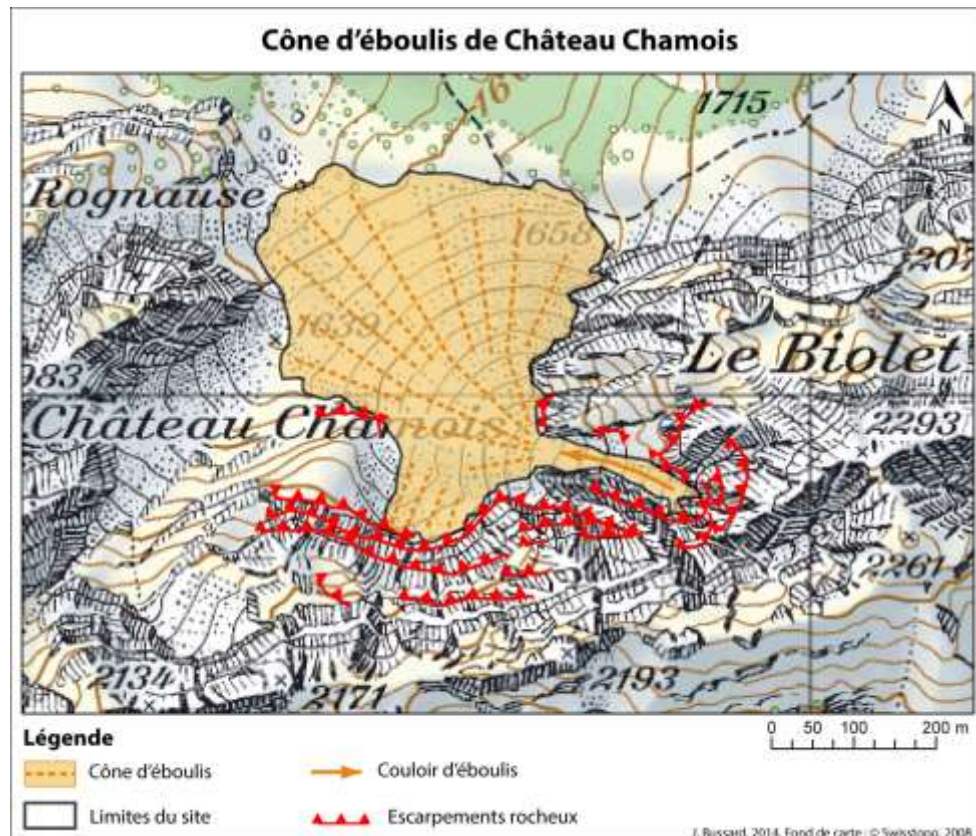 Cône d'éboulis de Château Chamois
1715
N
Rognause
1658
1639
Le Biolet
983
Château Chamois
2293
2261
2134
2171
2193
0 50 100 200 m
Légende
Cône d'éboulis
Couloir d'éboulis
Limites du site
Escarpements rocheux
J. Bussard, 2014. Fond de carte : © Swisstopo, 2008